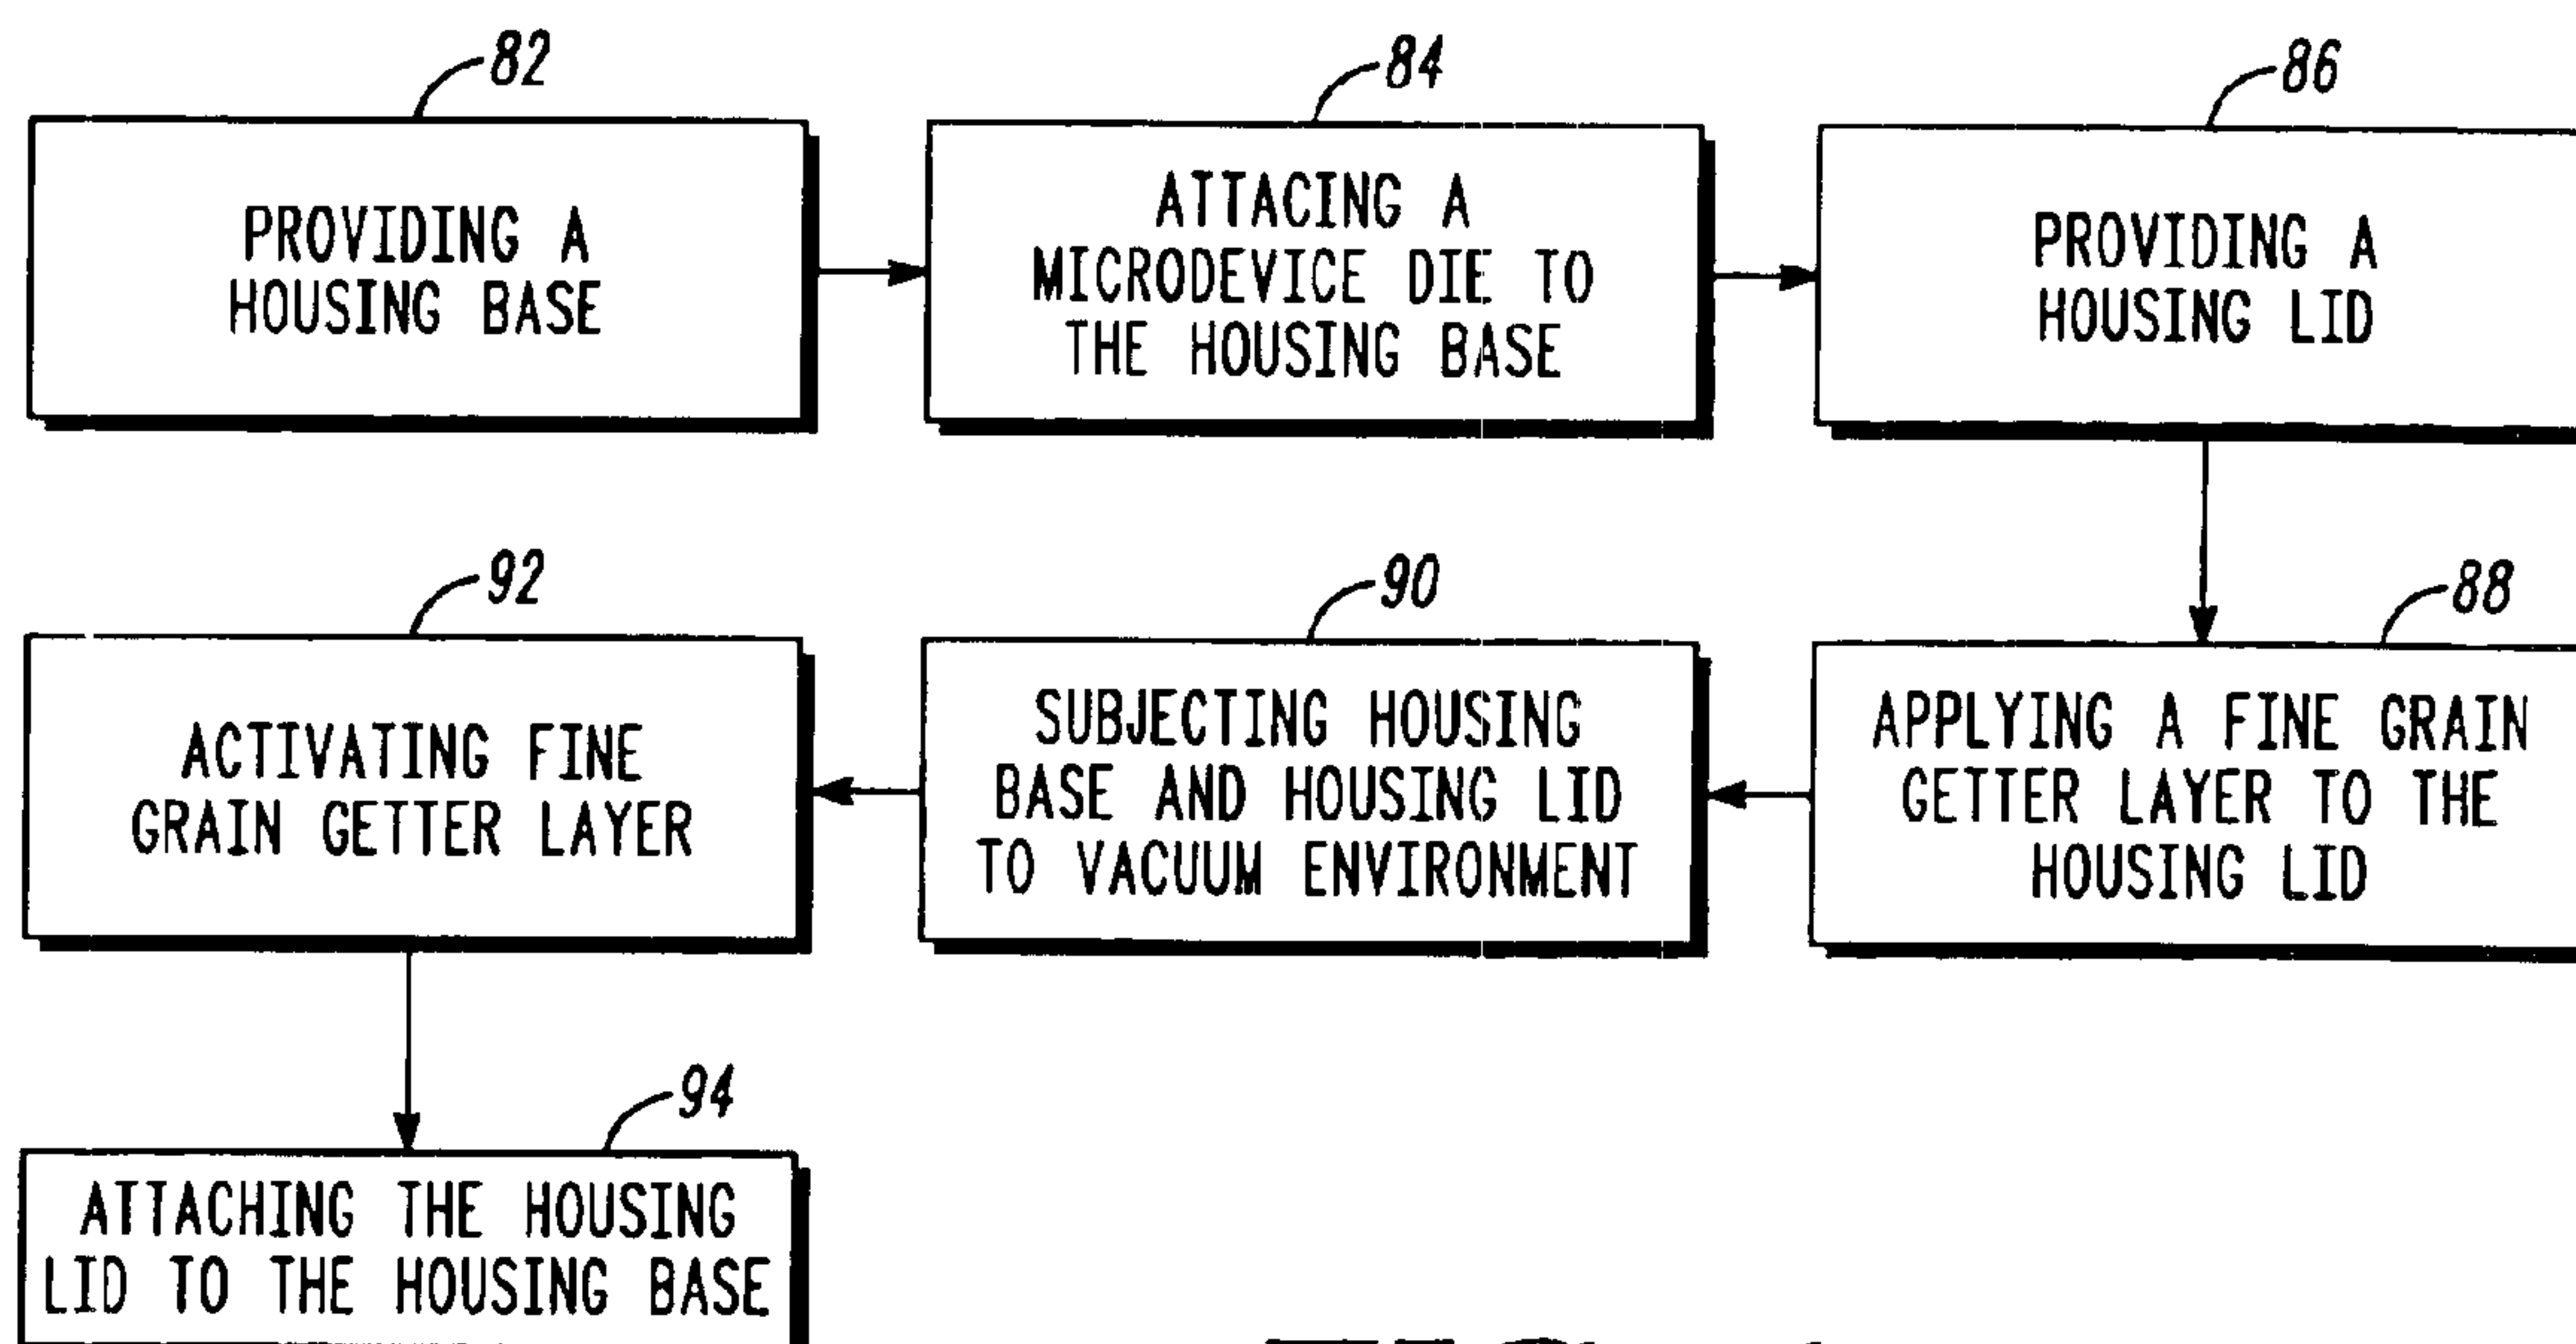 82
84
86
PROVIDING A
HOUSING BASE
ATTACING A
MICRODEVICE DIE TO
THE HOUSING BASE
PROVIDING A
HOUSING LID
92
90
88
ACTIVATING FINE
GRAIN GETTER LAYER
SUBJECTING HOUSING
BASE AND HOUSING LID
TO VACUUM ENVIRONMENT
APPLYING A FINE GRAIN
GETTER LAYER TO THE
HOUSING LID
94
ATTACHING THE HOUSING
LID TO THE HOUSING BASE